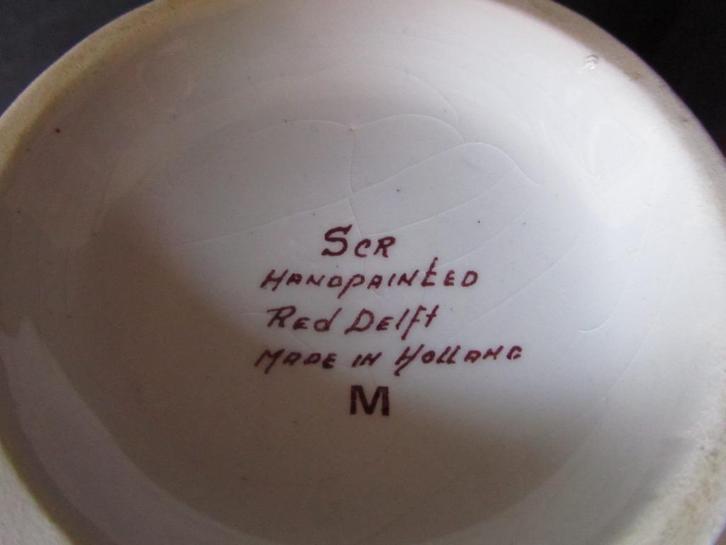 SCR
HANDPAINTED
Red Delft
MADE IN HOLLAND
M